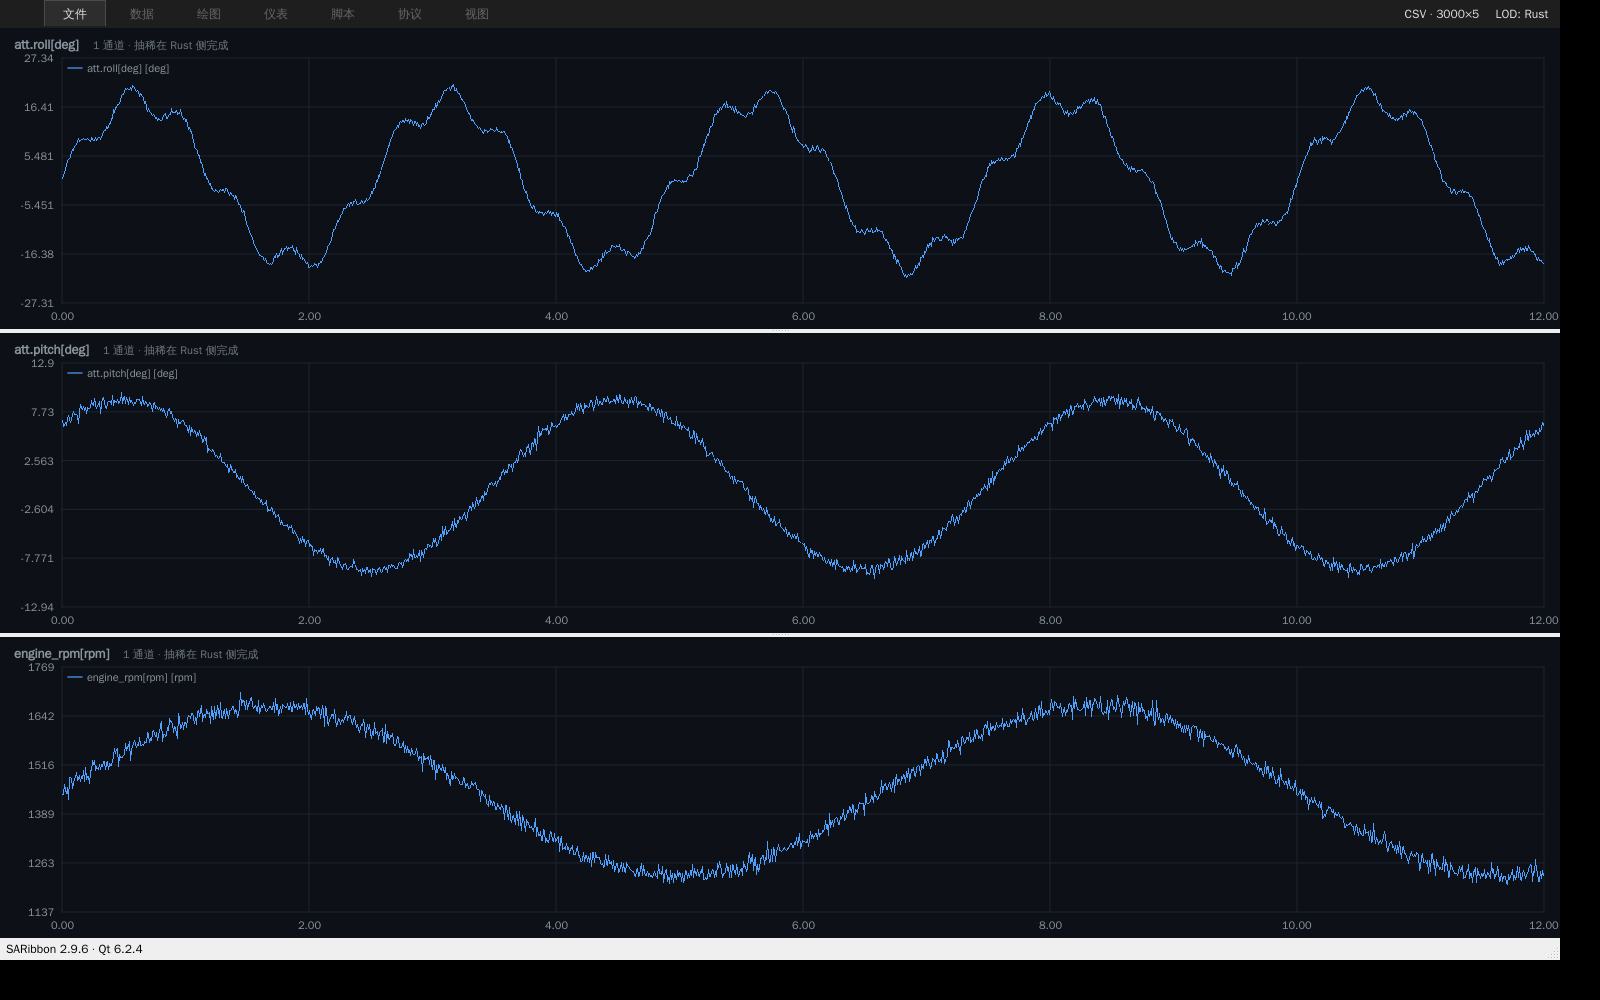 文件 数据 绘图 仪表 脚本 协议 视图 CSV · 3000×5 LOD: Rust
att.roll[deg] 1 通道 · 抽稀在 Rust 侧完成
27.34
att.roll[deg] [deg]
16.41
5.481
-5.451
-16.38
-27.31
0.00 2.00 4.00 6.00 8.00 10.00 12.00
att.pitch[deg] 1 通道 · 抽稀在 Rust 侧完成
12.9
att.pitch[deg] [deg]
7.73
2.563
-2.604
-7.771
-12.94
0.00 2.00 4.00 6.00 8.00 10.00 12.00
engine_rpm[rpm] 1 通道 · 抽稀在 Rust 侧完成
1769
engine_rpm[rpm] [rpm]
1642
1516
1389
1263
1137
0.00 2.00 4.00 6.00 8.00 10.00 12.00
SARibbon 2.9.6 · Qt 6.2.4